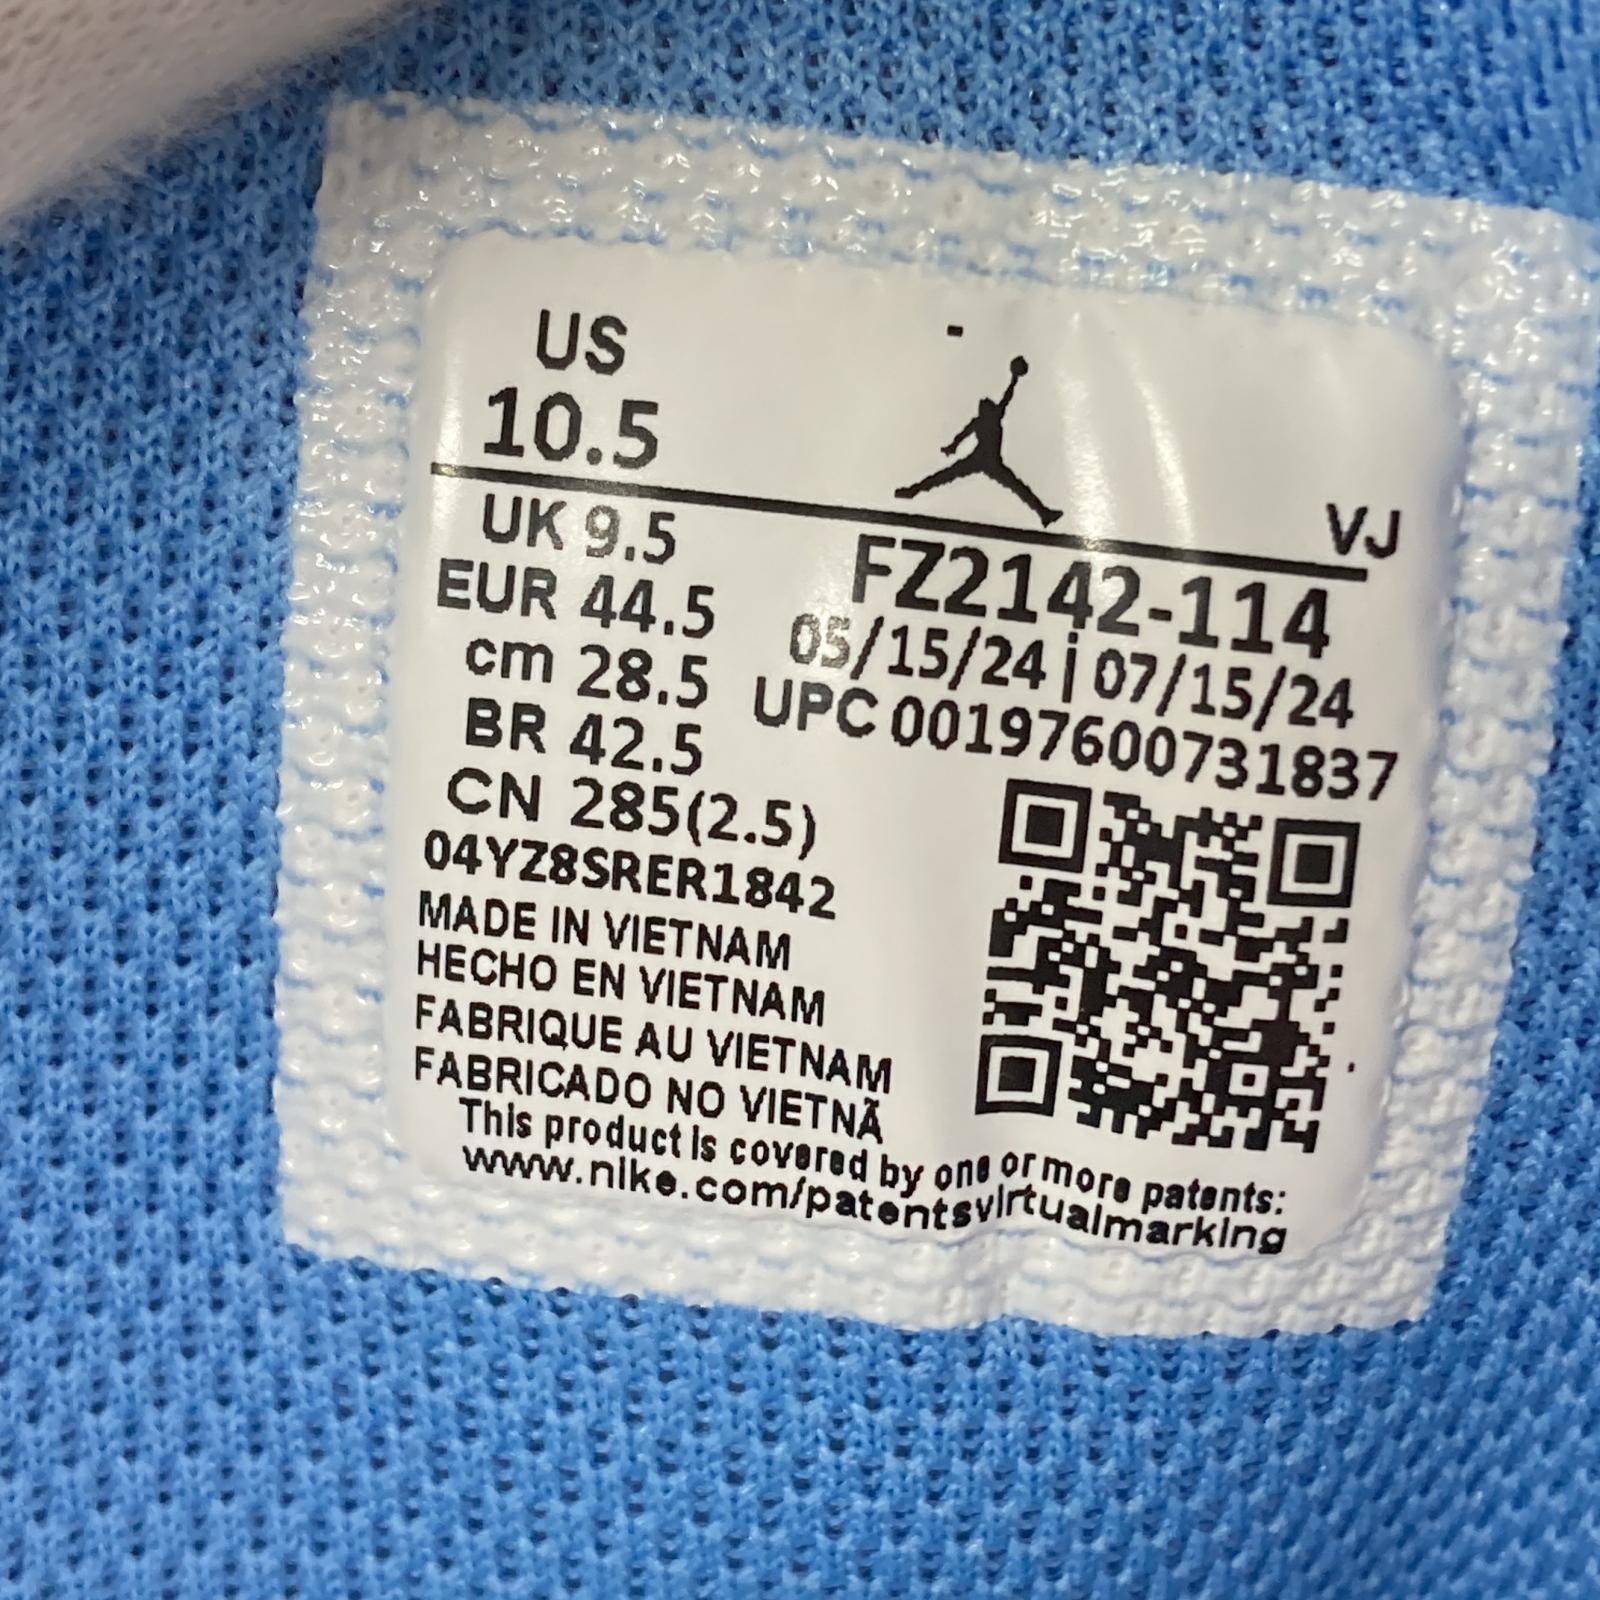 US
10.5
VJ
UK 9.5
EUR 44.5
cm 28.5
BR 42.5
CN 285(2.5)
04YZ8SRER1842
FZ2142-114
05/15/24 | 07/15/24
UPC 00197600731837
MADE IN VIETNAM
HECHO EN VIETNAM
FABRIQUE AU VIETNAM
FABRICADO NO VIETNÃ
This product is covered by one or more patents:
www.nike.com/patentsvirtualmarking